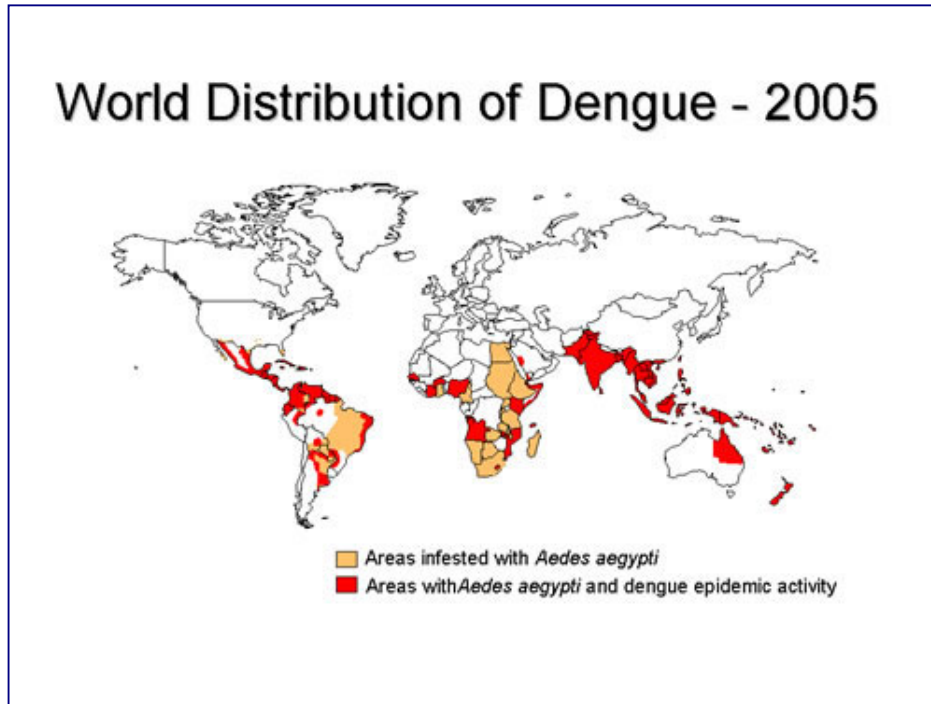 World Distribution of Dengue - 2005
Areas infested with Aedes aegypti
Areas withAedes aegypti and dengue epidemic activity